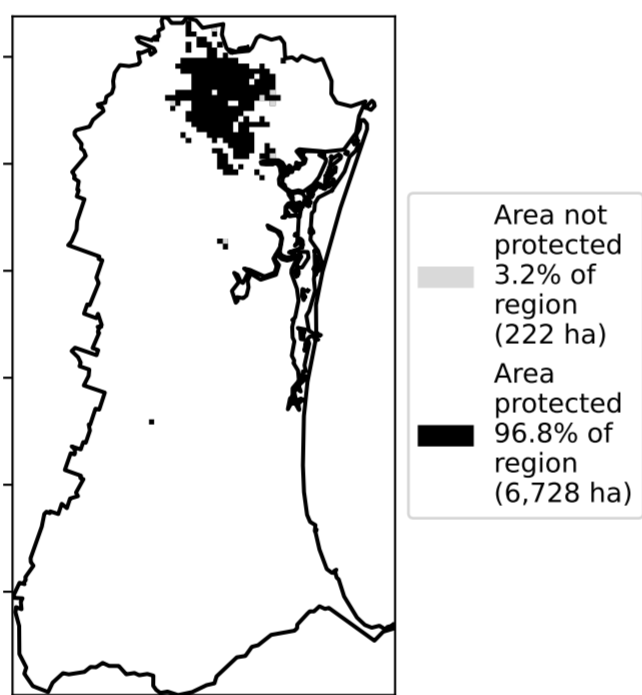 Area not
protected
3.2% of
region
(222 ha)
Area
protected
96.8% of
region
(6,728 ha)